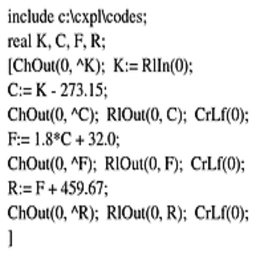 include c:\cxpl\codes;
real K, C, F, R;
[ChOut(0, ^K); K:= RlIn(0);
C:= K - 273.15;
ChOut(0, ^C); RlOut(0, C); CrLf(0);
F:= 1.8*C + 32.0;
ChOut(0, ^F); RlOut(0, F); CrLf(0);
R:= F + 459.67;
ChOut(0, ^R); RlOut(0, R); CrLf(0);
]